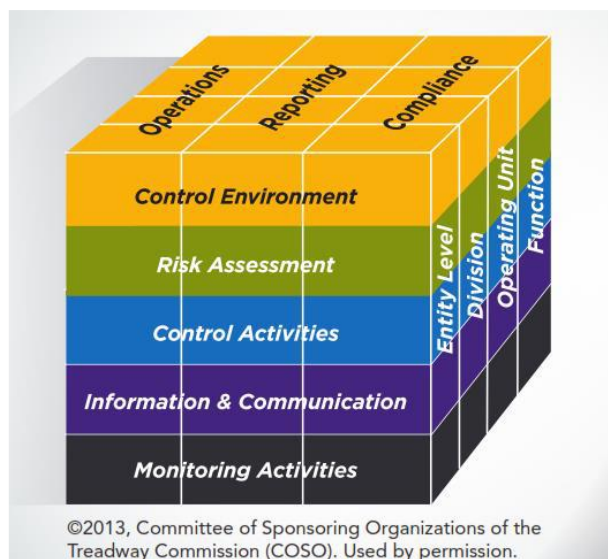 Operations
Reporting
Compliance
Control Environment
Risk Assessment
Control Activities
Information & Communication
Monitoring Activities
Entity Level
Division
Operating Unit
Function
©2013, Committee of Sponsoring Organizations of the
Treadway Commission (COSO). Used by permission.